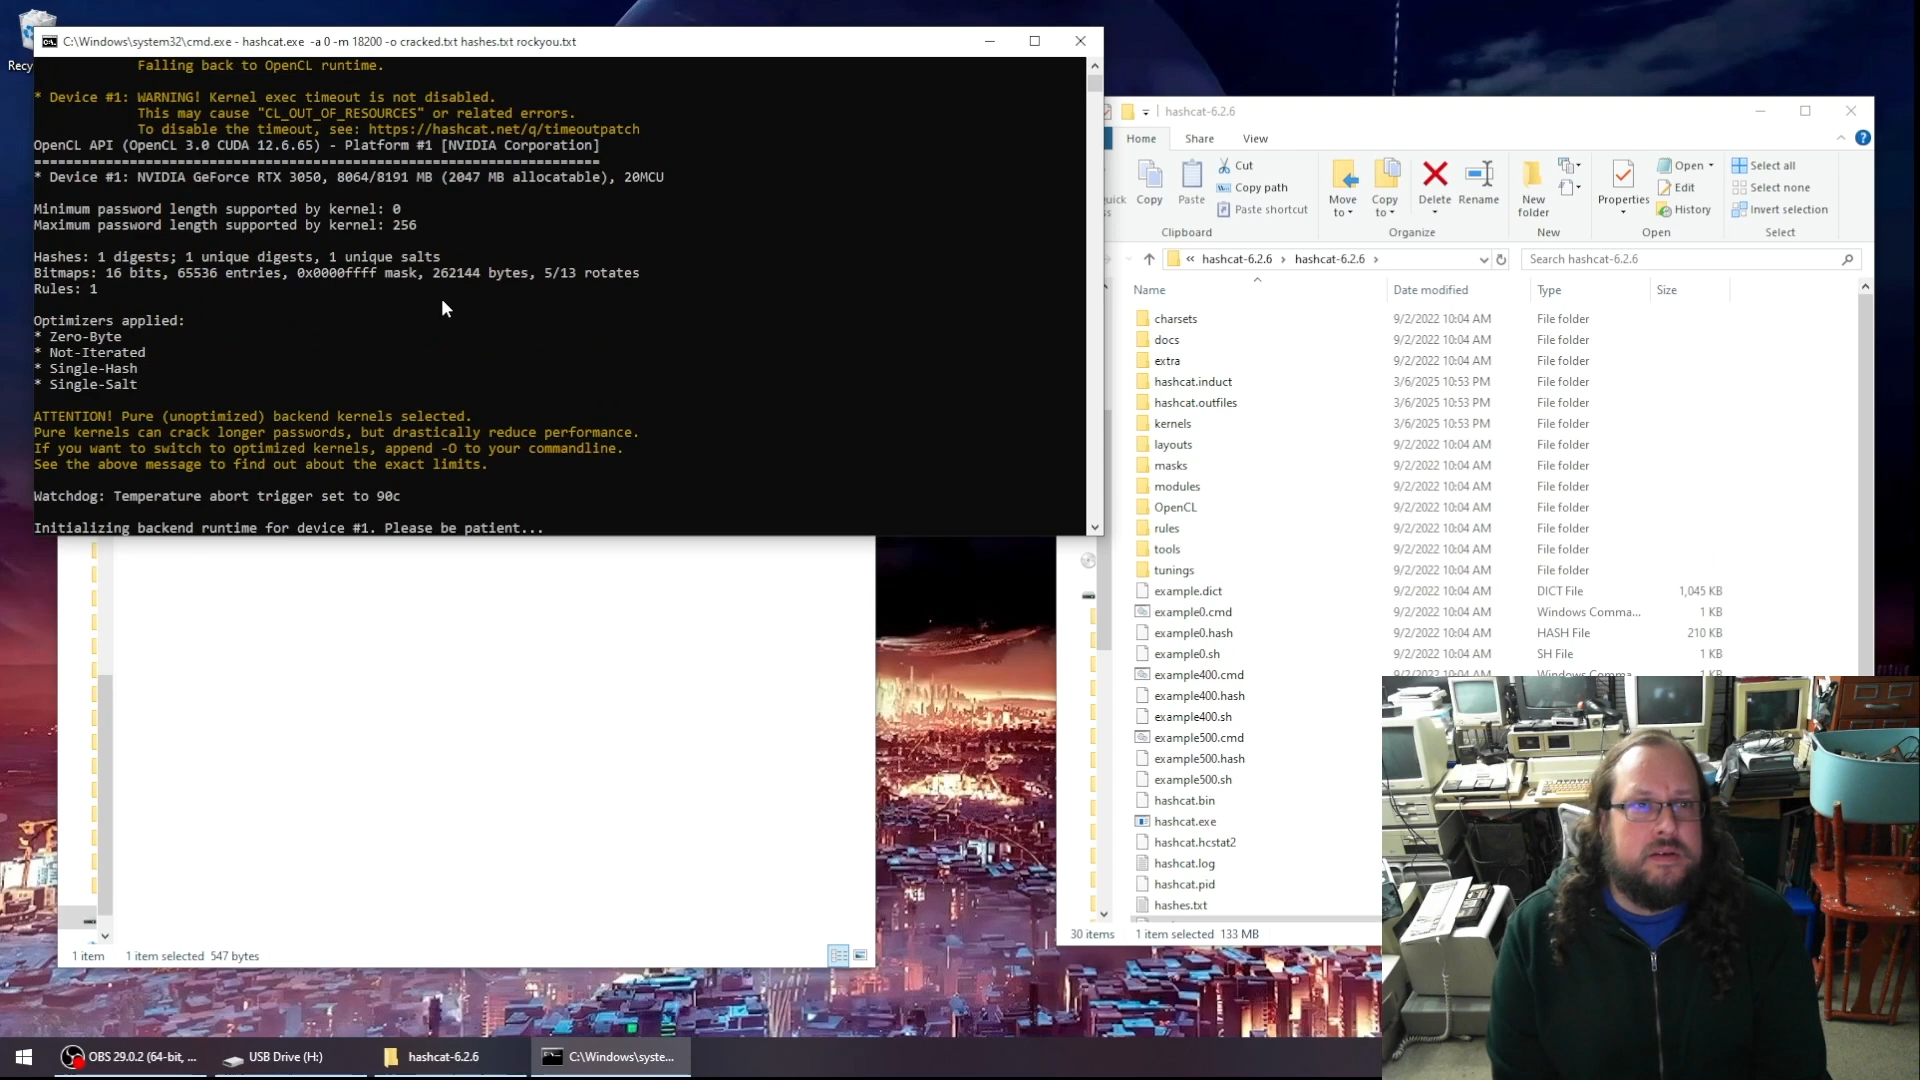 Recy
C:\Windows\system32\cmd.exe - hashcat.exe -a 0 -m 18200 -o cracked.txt hashes.txt rockyou.txt
Falling back to OpenCL runtime.
* Device #1: WARNING! Kernel exec timeout is not disabled.
This may cause "CL_OUT_OF_RESOURCES" or related errors.
To disable the timeout, see: https://hashcat.net/q/timeoutpatch
OpenCL API (OpenCL 3.0 CUDA 12.6.65) - Platform #1 [NVIDIA Corporation]
=======================================================================
* Device #1: NVIDIA GeForce RTX 3050, 8064/8191 MB (2047 MB allocatable), 20MCU
Minimum password length supported by kernel: 0
Maximum password length supported by kernel: 256
Hashes: 1 digests; 1 unique digests, 1 unique salts
Bitmaps: 16 bits, 65536 entries, 0x0000ffff mask, 262144 bytes, 5/13 rotates
Rules: 1
Optimizers applied:
* Zero-Byte
* Not-Iterated
* Single-Hash
* Single-Salt
ATTENTION! Pure (unoptimized) backend kernels selected.
Pure kernels can crack longer passwords, but drastically reduce performance.
If you want to switch to optimized kernels, append -O to your commandline.
See the above message to find out about the exact limits.
Watchdog: Temperature abort trigger set to 90c
Initializing backend runtime for device #1. Please be patient...
hashcat-6.2.6
Home Share View
Copy
Paste
Cut
Copy path
Paste shortcut
Clipboard
Move to
Copy to
Delete
Rename
Organize
New folder
New
Properties
Open
Edit
History
Open
Select all
Select none
Invert selection
Select
« hashcat-6.2.6 › hashcat-6.2.6 ›
Search hashcat-6.2.6
Name Date modified Type Size
charsets 9/2/2022 10:04 AM File folder
docs 9/2/2022 10:04 AM File folder
extra 9/2/2022 10:04 AM File folder
hashcat.induct 3/6/2025 10:53 PM File folder
hashcat.outfiles 3/6/2025 10:53 PM File folder
kernels 3/6/2025 10:53 PM File folder
layouts 9/2/2022 10:04 AM File folder
masks 9/2/2022 10:04 AM File folder
modules 9/2/2022 10:04 AM File folder
OpenCL 9/2/2022 10:04 AM File folder
rules 9/2/2022 10:04 AM File folder
tools 9/2/2022 10:04 AM File folder
tunings 9/2/2022 10:04 AM File folder
example.dict 9/2/2022 10:04 AM DICT File 1,045 KB
example0.cmd 9/2/2022 10:04 AM Windows Comma... 1 KB
example0.hash 9/2/2022 10:04 AM HASH File 210 KB
example0.sh 9/2/2022 10:04 AM SH File 1 KB
example400.cmd 9/2/2022 10:04 AM Windows Comma... 1 KB
example400.hash
example400.sh
example500.cmd
example500.hash
example500.sh
hashcat.bin
hashcat.exe
hashcat.hcstat2
hashcat.log
hashcat.pid
hashes.txt
30 items 1 item selected 133 MB
1 item 1 item selected 547 bytes
OBS 29.0.2 (64-bit, ...
USB Drive (H:)
hashcat-6.2.6
C:\Windows\syste...